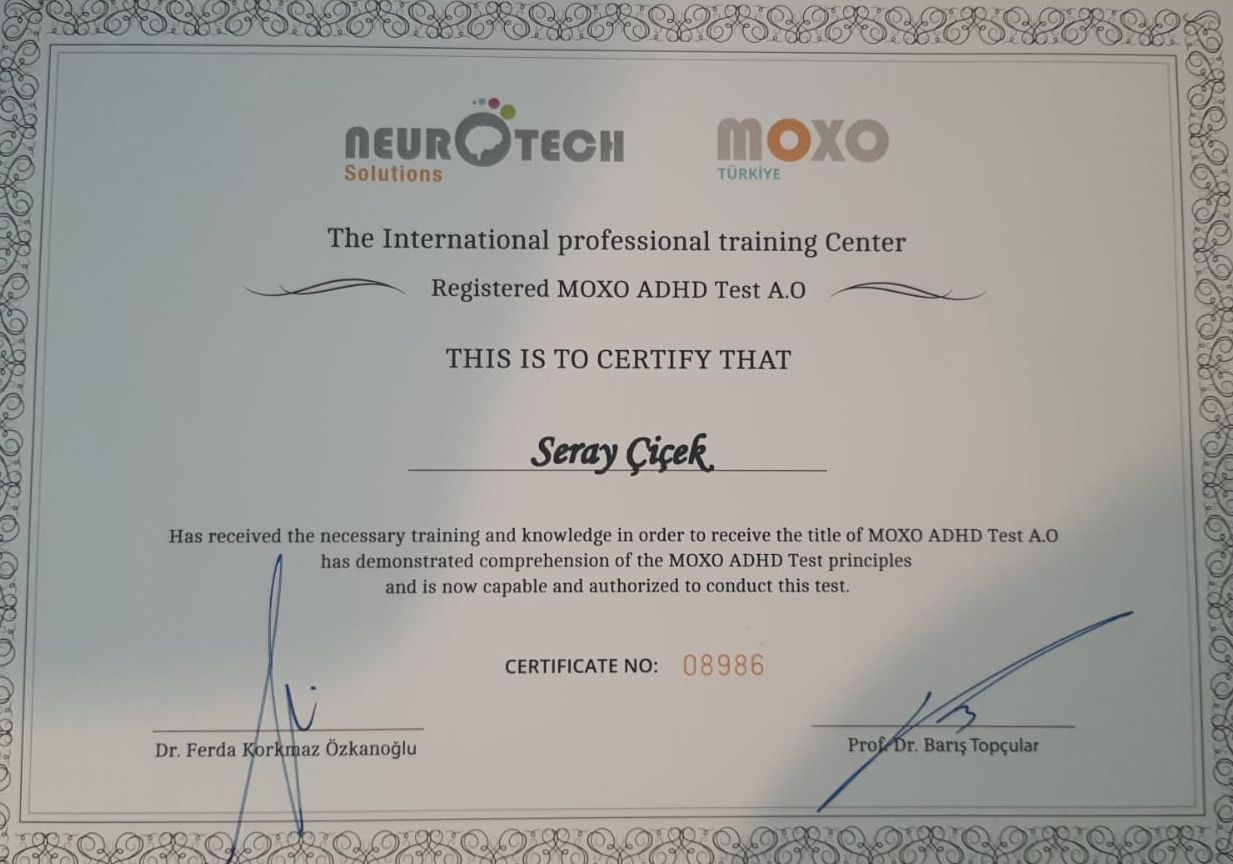 NEUROTECH
Solutions
MOXO
TÜRKİYE
The International professional training Center
Registered MOXO ADHD Test A.O
THIS IS TO CERTIFY THAT
Seray Çiçek
Has received the necessary training and knowledge in order to receive the title of MOXO ADHD Test A.O
has demonstrated comprehension of the MOXO ADHD Test principles
and is now capable and authorized to conduct this test.
CERTIFICATE NO: 08986
Dr. Ferda Korkmaz Özkanoğlu
Prof. Dr. Barış Topçular